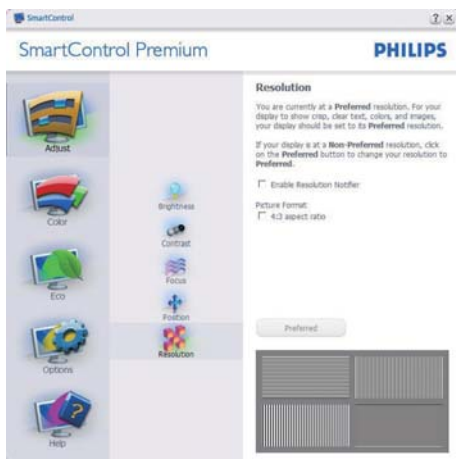 SmartControl
SmartControl Premium
PHILIPS
Adjust
Color
Eco
Options
Help
Brightness
Contrast
Focus
Position
Resolution
Resolution
You are currently at a Preferred resolution. For your
display to show crisp, clear text, colors, and images,
your display should be set to its Preferred resolution.
If your display is at a Non-Preferred resolution, click
on the Preferred button to change your resolution to
Preferred.
Enable Resolution Notifier
Picture Format
4:3 aspect ratio
Preferred